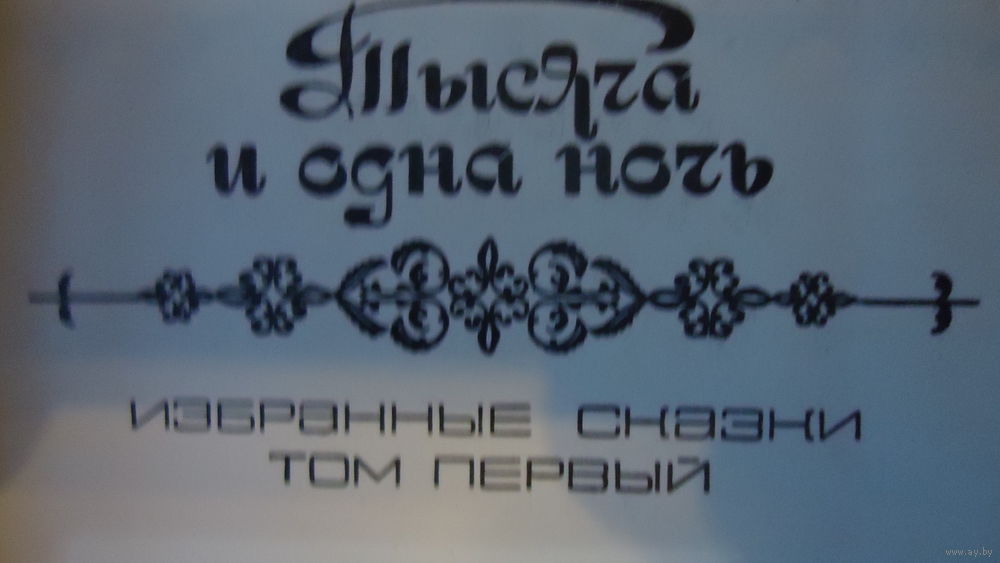 Тысяча
и одна ночь
ИЗБРАННЫЕ СКАЗКИ
ТОМ ПЕРВЫЙ
www.ay.by